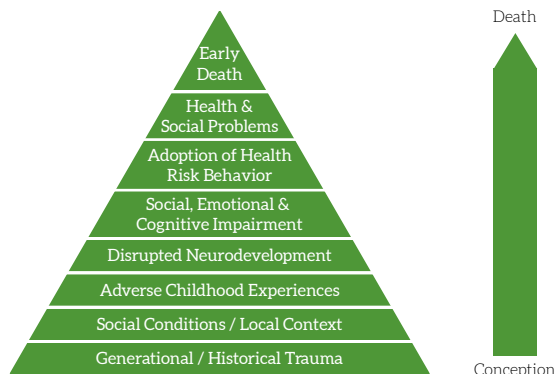 Early
Death
Health &
Social Problems
Adoption of Health
Risk Behavior
Social, Emotional &
Cognitive Impairment
Disrupted Neurodevelopment
Adverse Childhood Experiences
Social Conditions / Local Context
Generational / Historical Trauma
Death
Conception